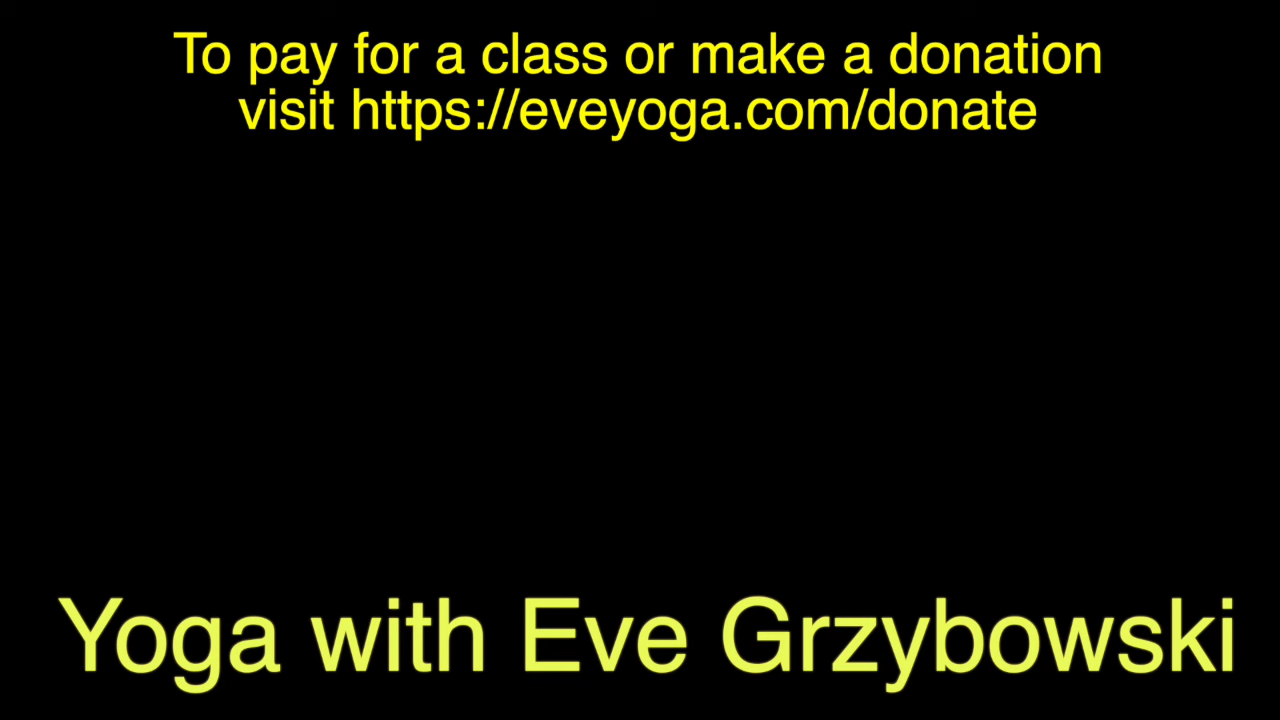 To pay for a class or make a donation
visit https://eveyoga.com/donate
Yoga with Eve Grzybowski